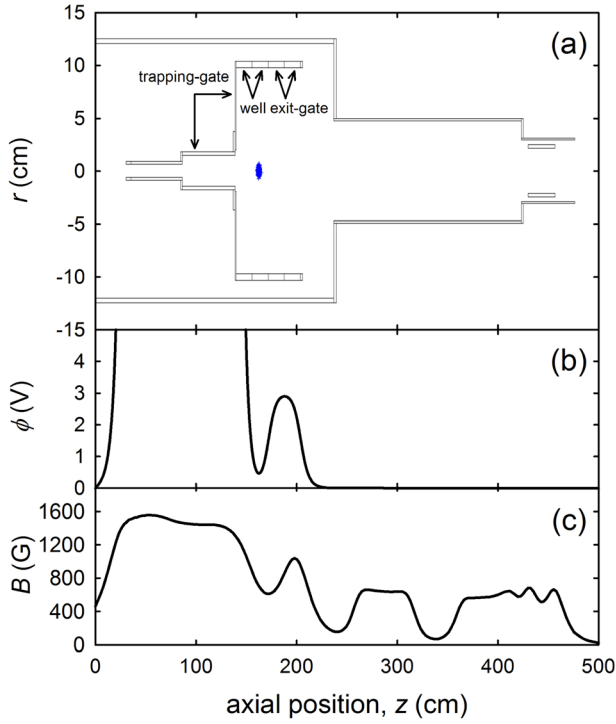 15
(a)
10
trapping-gate
5
well exit-gate
r (cm)
0
-5
-10
-15
(b)
4
ϕ (V)
3
2
1
0
1600
(c)
1200
B (G)
800
400
0
0 100 200 300 400 500
axial position, z (cm)